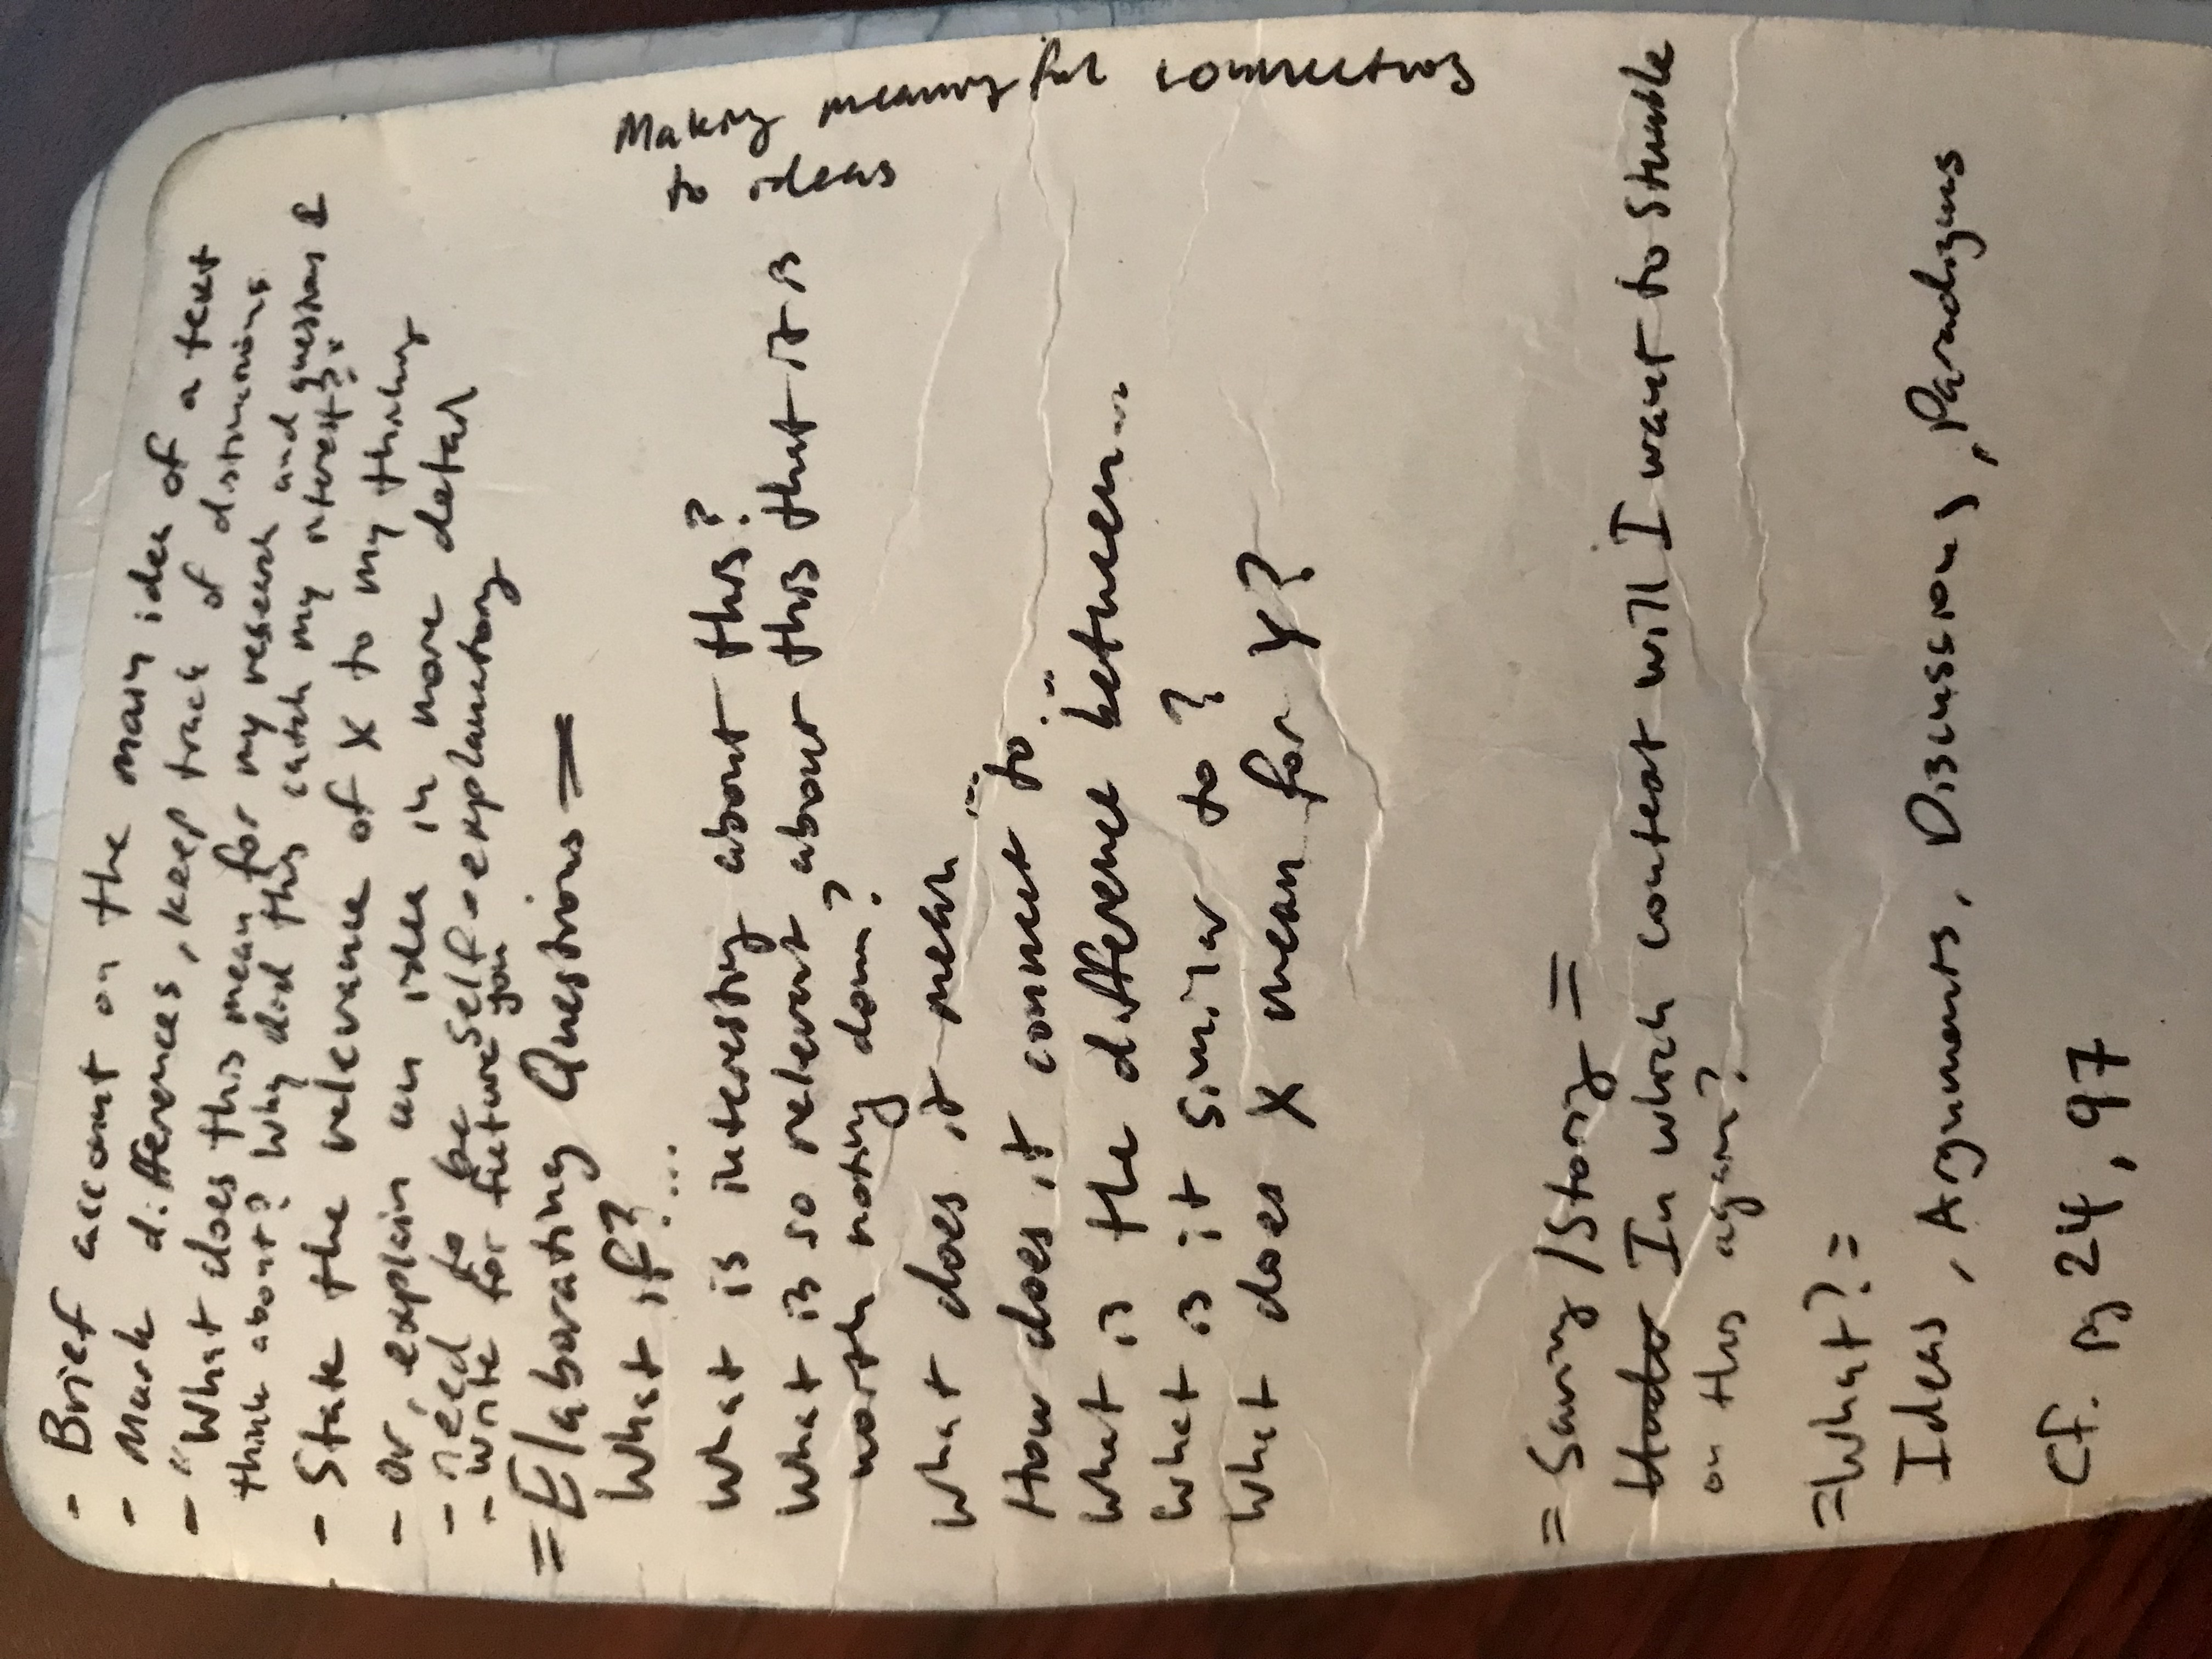 - Brief account on the main idea of a text
- Mark differences, keep track of distinctions
- "What does this mean for my research and questions I
think about? Why did this catch my interest?"
- State the relevance of X to my thinking
- Or, explain an idea in more detail
- need to be self-explanatory
- write for future you
= Elaborating Questions =
What if?...
What is interesting about this?
What is so relevant about this that it is
worth noting down?
What does it mean ...
How does it connect to...
What is the difference between...
What is it similar to?
What does X mean for Y?
Making meaningful connections
to ideas
= Saving / Storing =
In which context will I want to stumble
on this again?
= What? =
Ideas, Arguments, Discussions, Paradigms
Cf. pg 24, 97